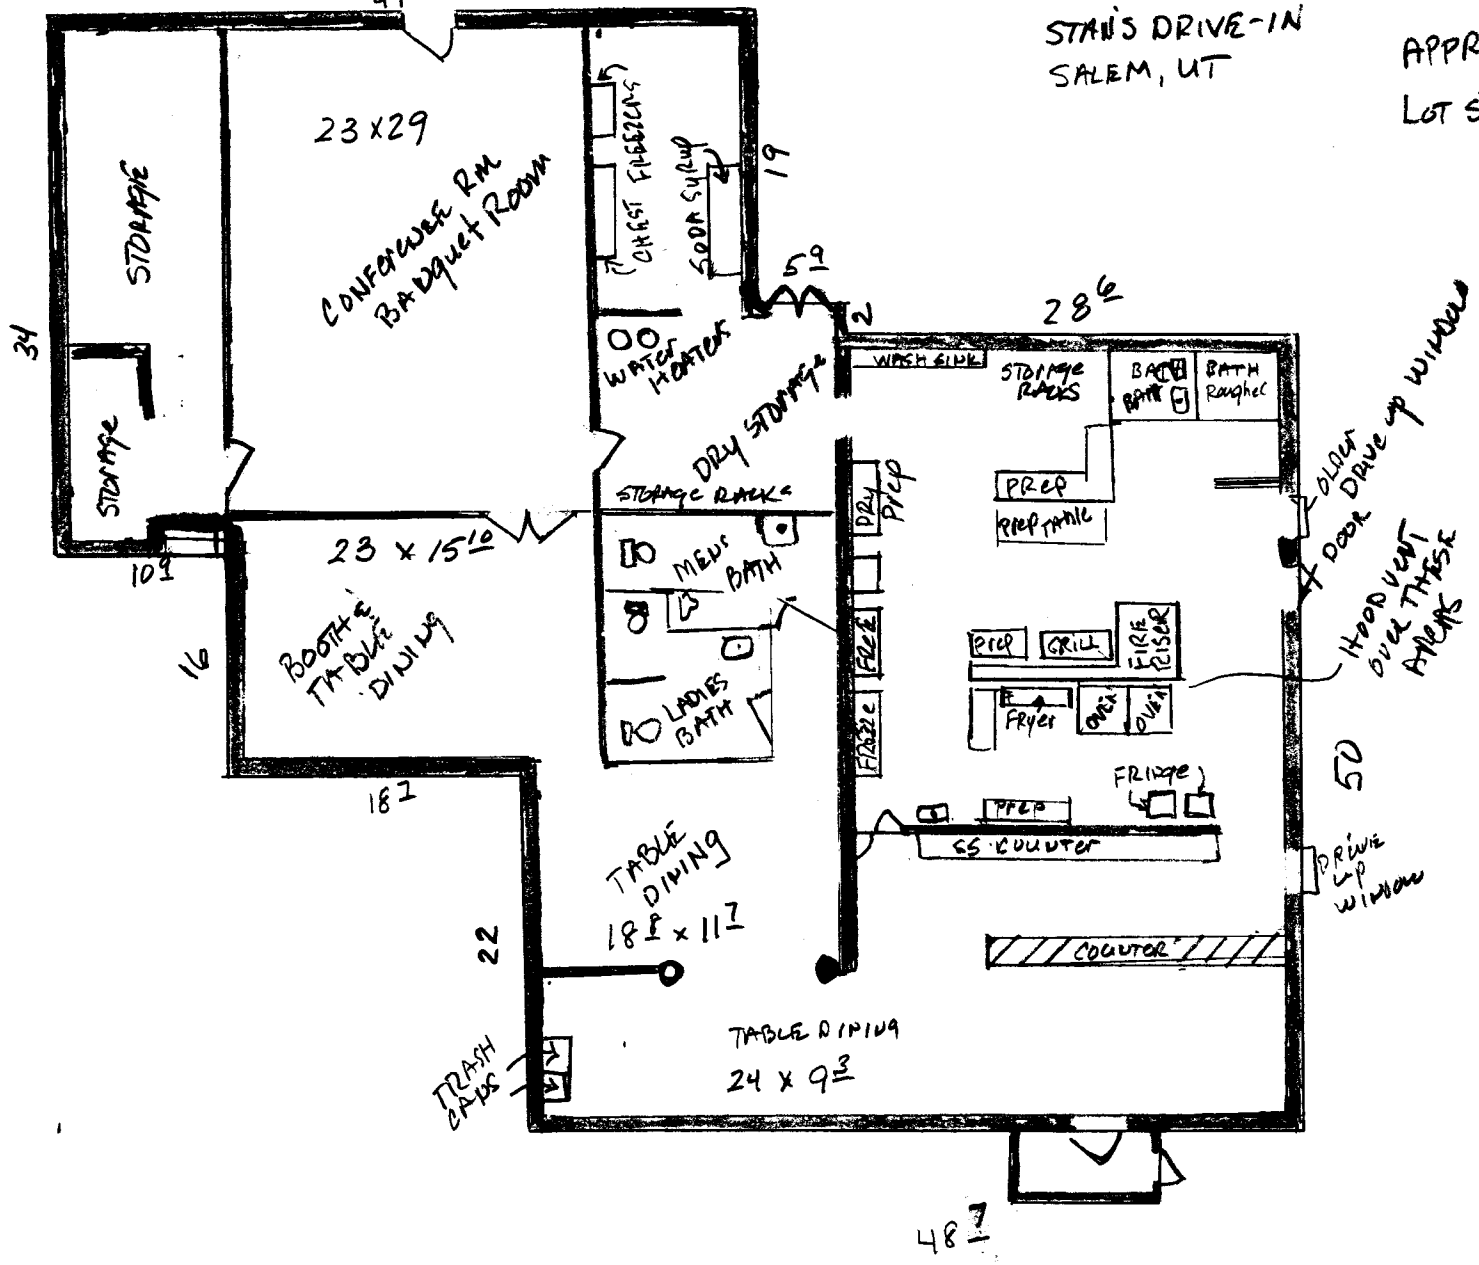 STAN'S DRIVE-IN
SALEM, UT
APPR
LOT S
23 x 29
CONFERENCE RM
BANQUET ROOM
STORAGE
STORAGE
34
CHEST FREEZERS
SODA SYRUP
19
5 9
2
28 6
WATER
HEATERS
DRY STORAGE
STORAGE RACKS
WASH SINK
STORAGE
RACKS
BATH
BATH
BATH
Roughed
OLDER
DRIVE UP WINDOW
DOOR
HOOD VENT
OVER THESE
AREAS
DRY
PREP
PREP
PREP TABLE
10 9
23 x 15 10
BOOTH &
TABLE
DINING
16
18 7
MENS
BATH
LADIES
BATH
PREP
GRILL
FIRE
RISER
FRYER
OVEN
OVEN
FRIDGE
PREP
SS COUNTER
50
DRIVE
UP
WINDOW
TABLE
DINING
18 8 x 11 7
22
COUNTER
TABLE DINING
24 x 9 3
TRASH
CANS
48 7